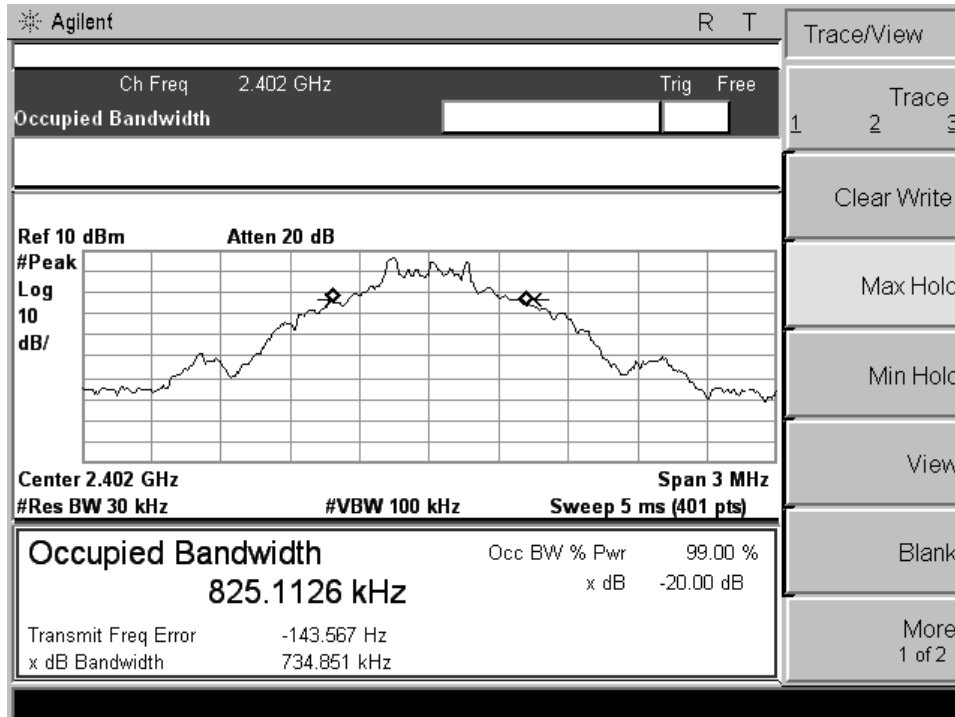 Agilent R T
Ch Freq 2.402 GHz Trig Free
Occupied Bandwidth
Ref 10 dBm Atten 20 dB
#Peak
Log
10
dB/
Center 2.402 GHz Span 3 MHz
#Res BW 30 kHz #VBW 100 kHz Sweep 5 ms (401 pts)
Occupied Bandwidth
825.1126 kHz
Occ BW % Pwr 99.00 %
x dB -20.00 dB
Transmit Freq Error -143.567 Hz
x dB Bandwidth 734.851 kHz
Trace/View
Trace
1 2 3
Clear Write
Max Hold
Min Hold
View
Blank
More
1 of 2